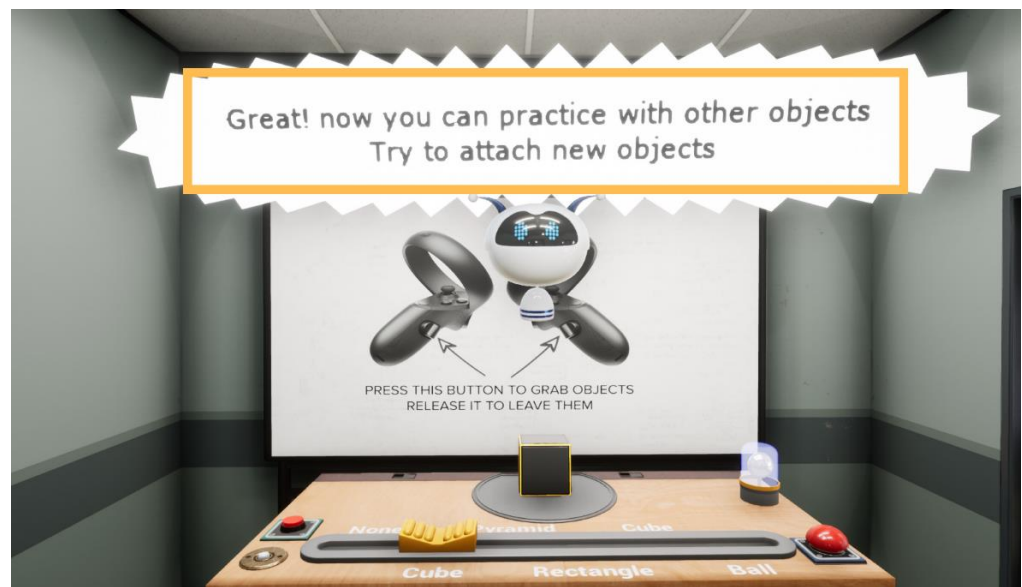 Great! now you can practice with other objects
Try to attach new objects
PRESS THIS BUTTON TO GRAB OBJECTS
RELEASE IT TO LEAVE THEM
None Pyramid Cube
Cube Rectangle Ball